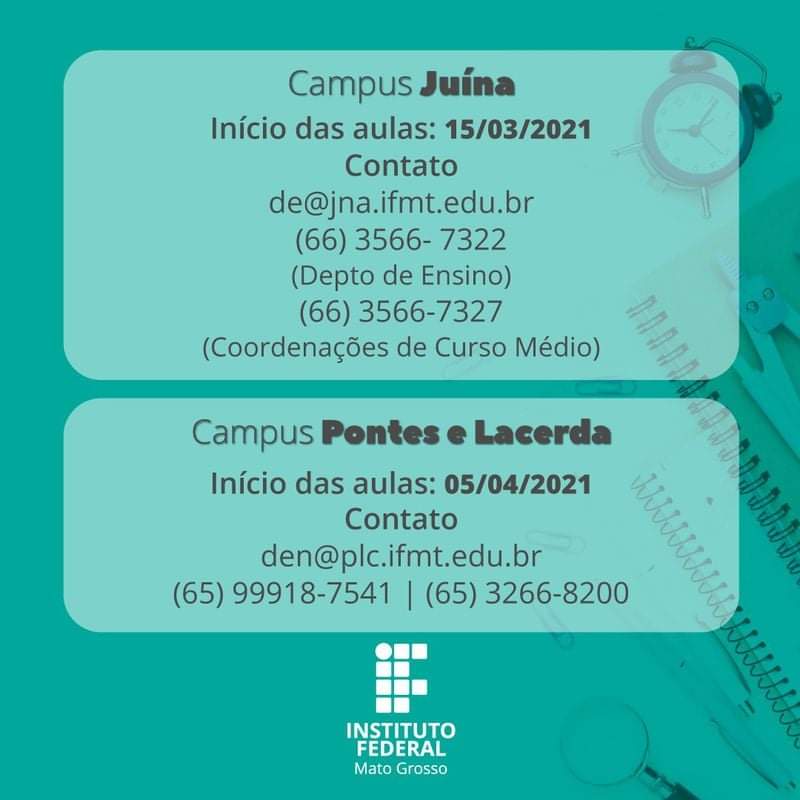 Campus Juína
Início das aulas: 15/03/2021
Contato
de@jna.ifmt.edu.br
(66) 3566- 7322
(Depto de Ensino)
(66) 3566-7327
(Coordenações de Curso Médio)
Campus Pontes e Lacerda
Início das aulas: 05/04/2021
Contato
den@plc.ifmt.edu.br
(65) 99918-7541 | (65) 3266-8200
INSTITUTO
FEDERAL
Mato Grosso